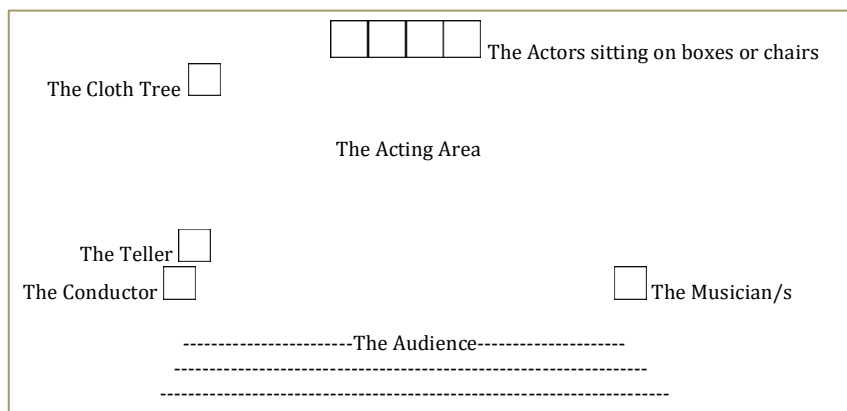 The Actors sitting on boxes or chairs
The Cloth Tree
The Acting Area
The Teller
The Conductor
The Musician/s
-----------------------The Audience---------------------
----------------------------------------------------------------
---------------------------------------------------------------------